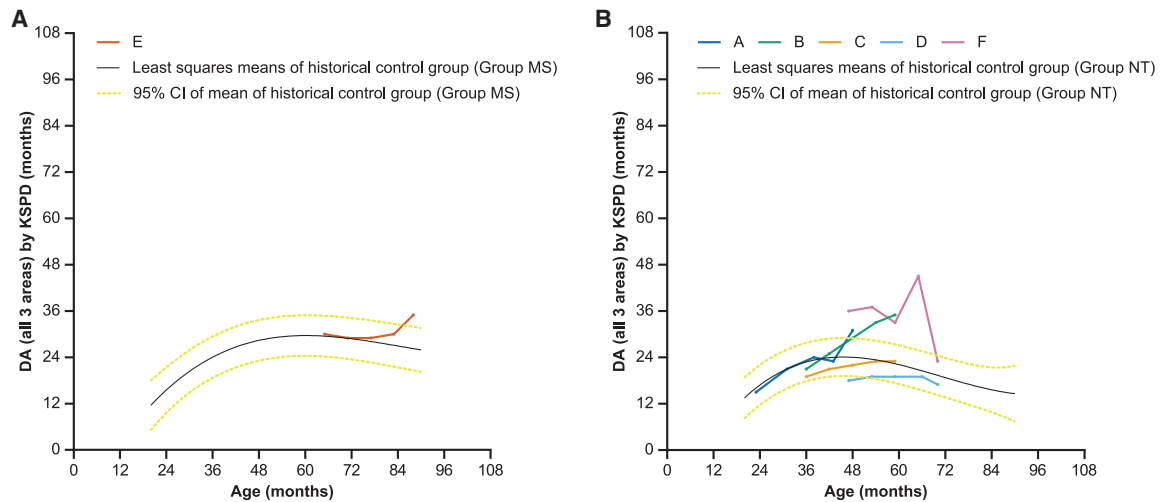 A
E
Least squares means of historical control group (Group MS)
95% CI of mean of historical control group (Group MS)
DA (all 3 areas) by KSPD (months)
108
96
84
72
60
48
36
24
12
0
0 12 24 36 48 60 72 84 96 108
Age (months)
B
A B C D F
Least squares means of historical control group (Group NT)
95% CI of mean of historical control group (Group NT)
DA (all 3 areas) by KSPD (months)
108
96
84
72
60
48
36
24
12
0
0 12 24 36 48 60 72 84 96 108
Age (months)